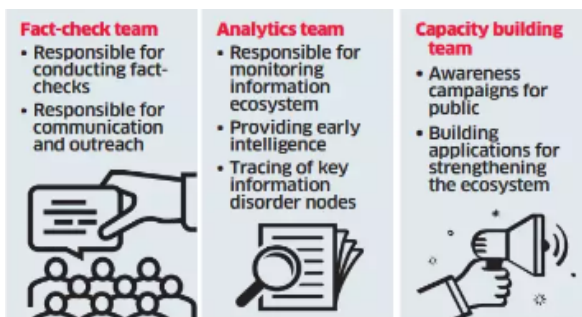 Fact-check team
• Responsible for
conducting fact-
checks
• Responsible for
communication
and outreach
Analytics team
• Responsible for
monitoring
information
ecosystem
• Providing early
intelligence
• Tracing of key
information
disorder nodes
Capacity building
team
• Awareness
campaigns for
public
• Building
applications for
strengthening
the ecosystem